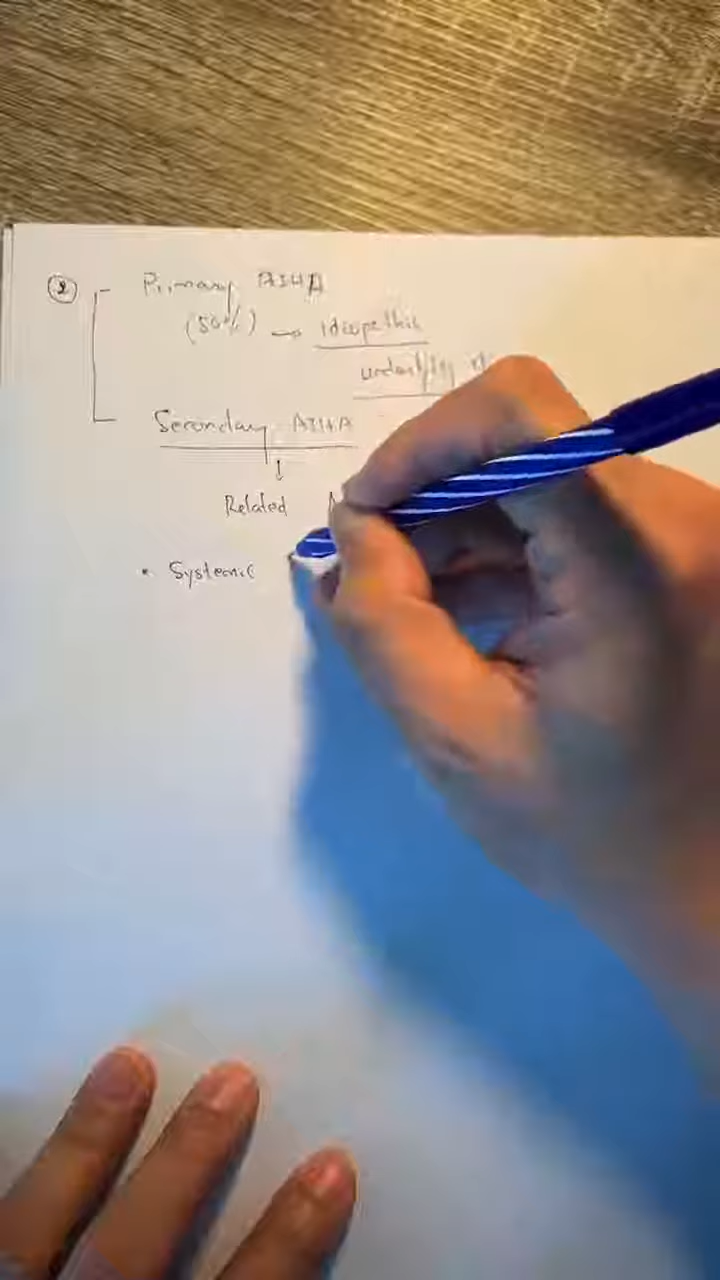 2
Primary AIHA
(50%) → Idiopathic
Secondary AIHA
↓
Related
• Systemic